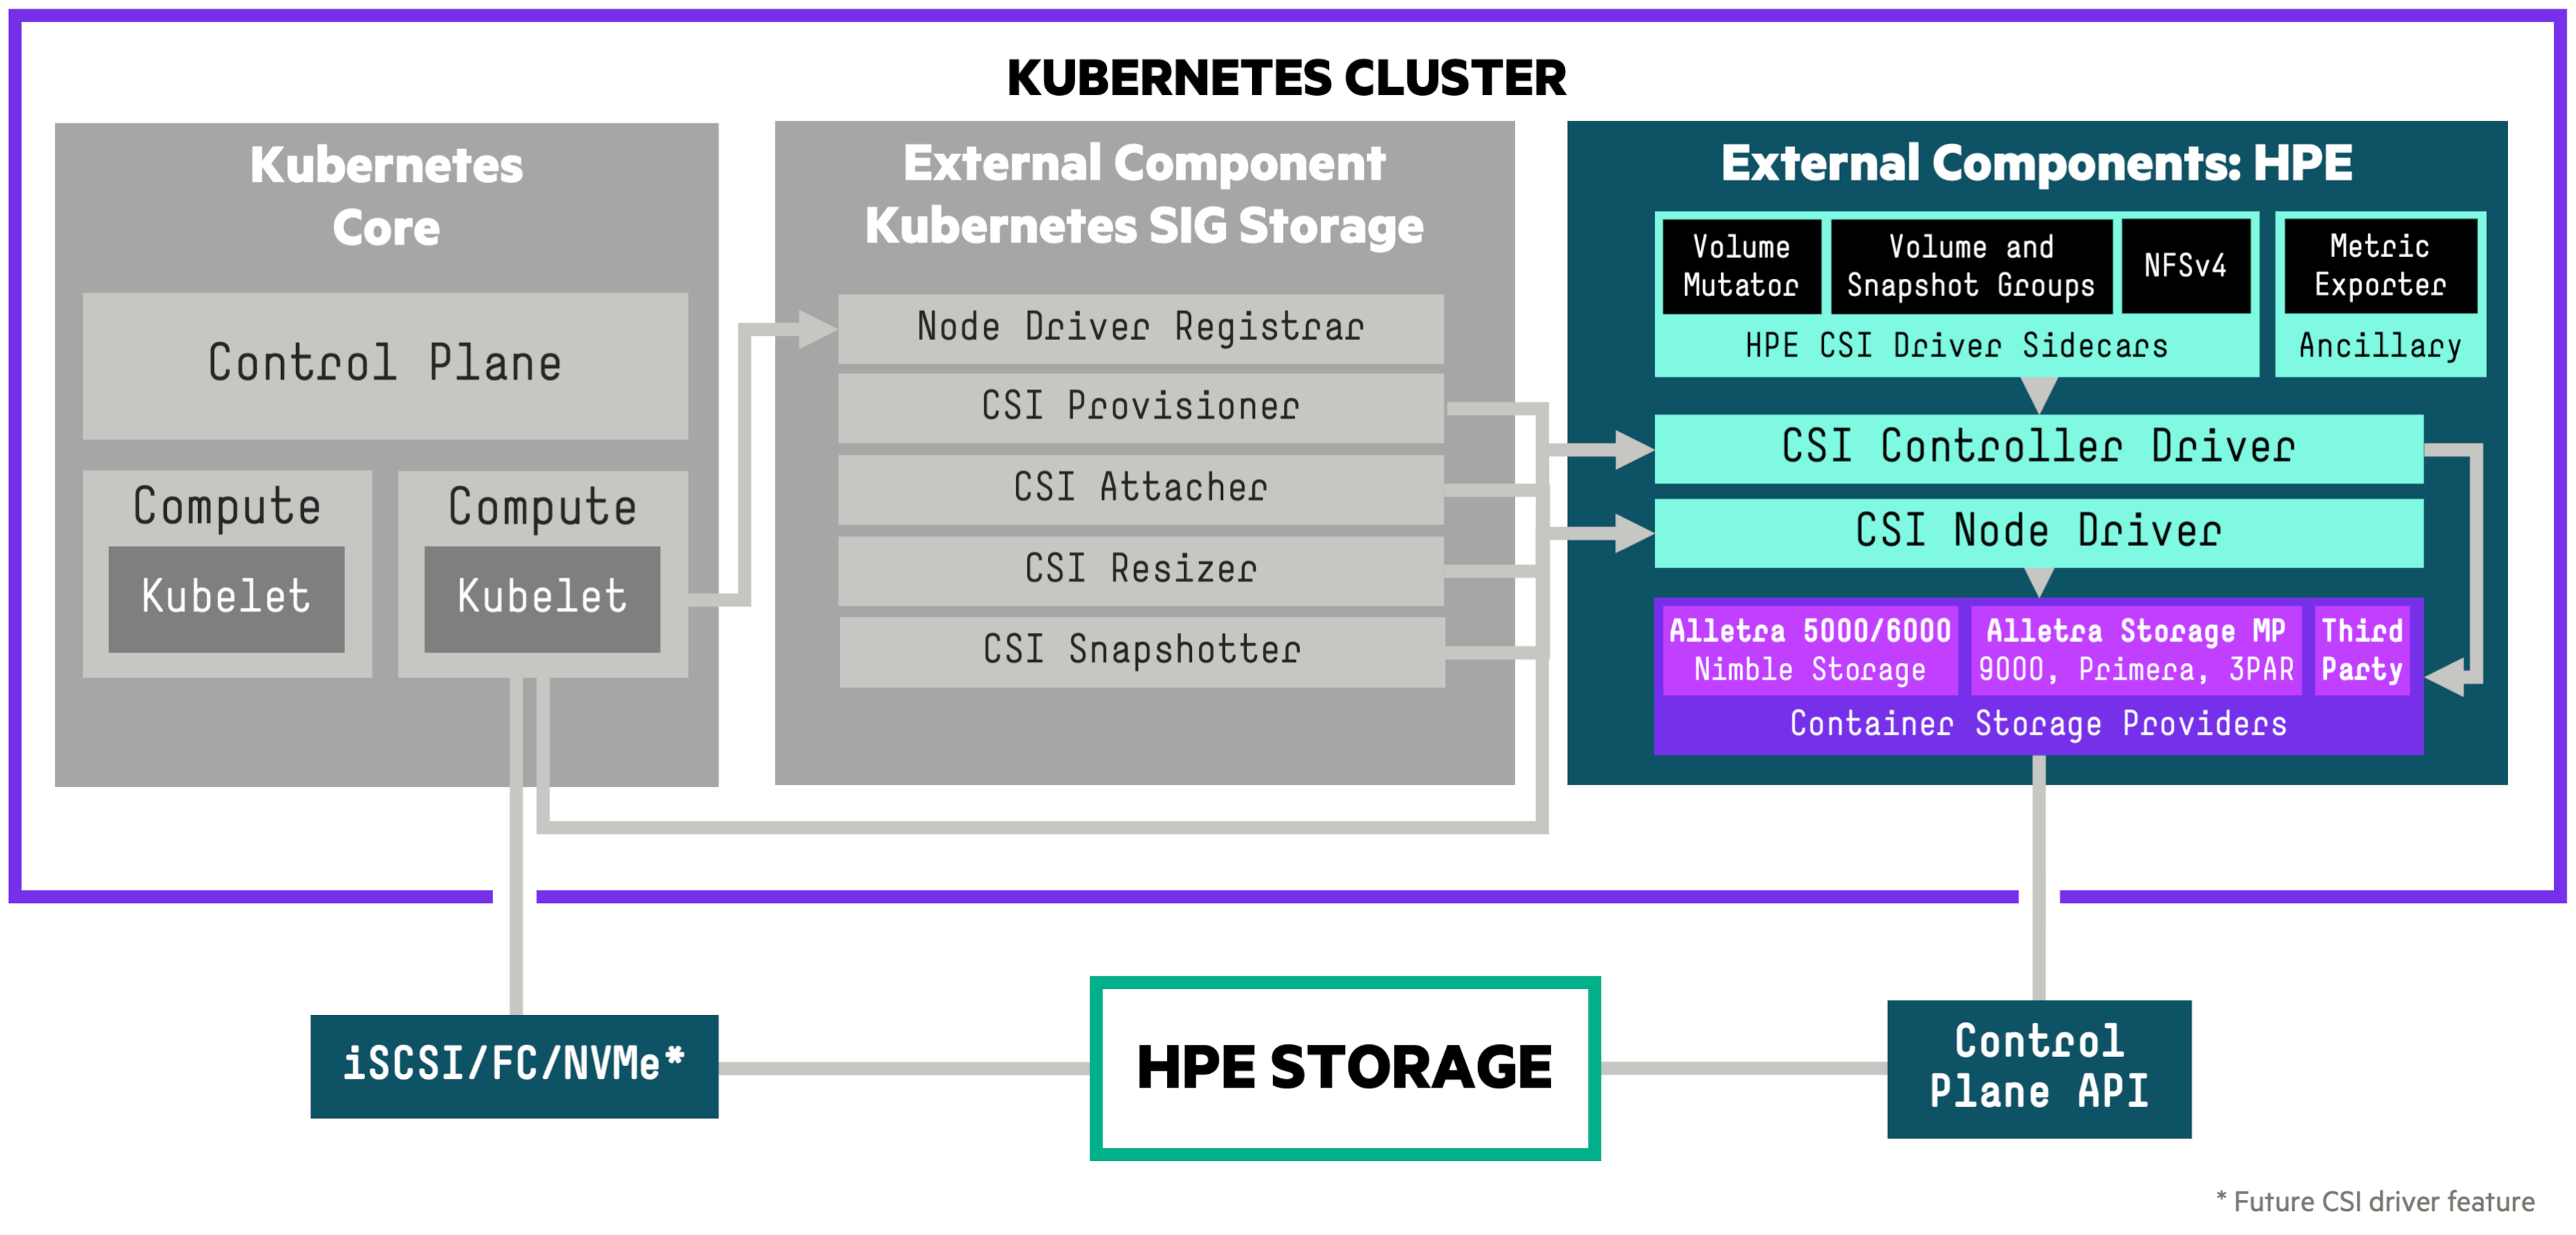 KUBERNETES CLUSTER
Kubernetes
Core
Control Plane
Compute
Kubelet
Compute
Kubelet
External Component
Kubernetes SIG Storage
Node Driver Registrar
CSI Provisioner
CSI Attacher
CSI Resizer
CSI Snapshotter
External Components: HPE
Volume
Mutator
Volume and
Snapshot Groups
NFSv4
HPE CSI Driver Sidecars
Metric
Exporter
Ancillary
CSI Controller Driver
CSI Node Driver
Alletra 5000/6000
Nimble Storage
Alletra Storage MP
9000, Primera, 3PAR
Third
Party
Container Storage Providers
iSCSI/FC/NVMe*
HPE STORAGE
Control
Plane API
* Future CSI driver feature